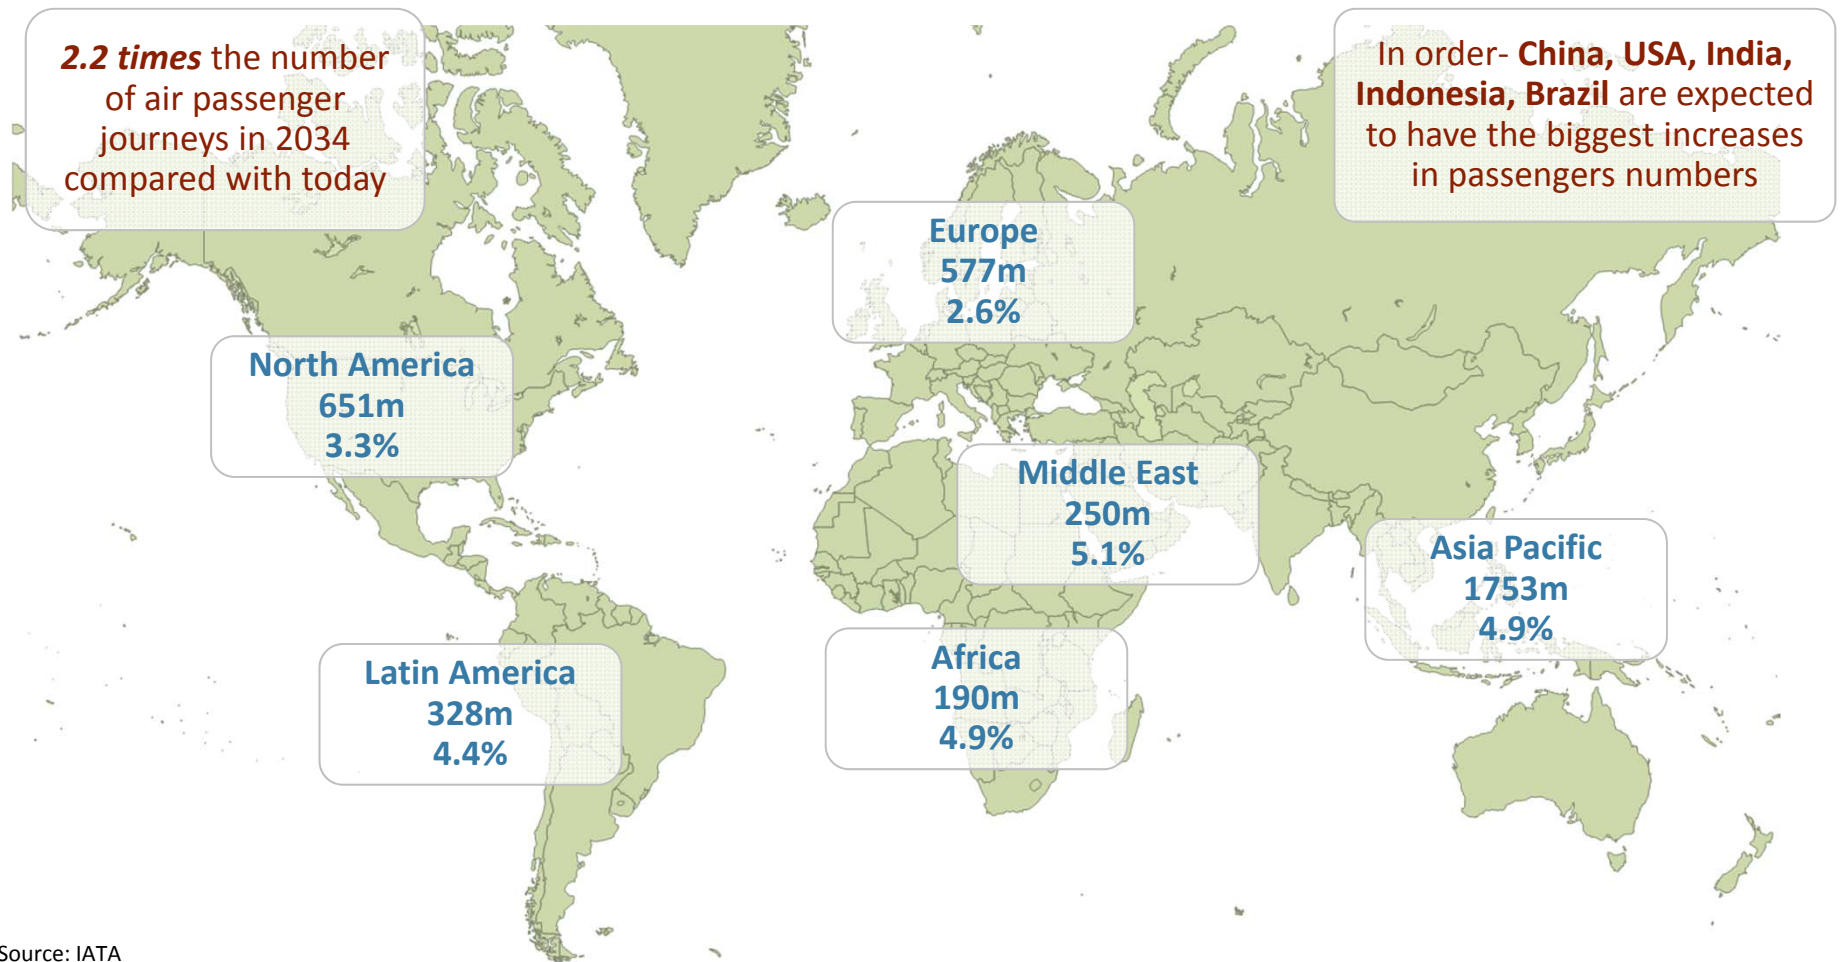 2.2 times the number
of air passenger
journeys in 2034
compared with today
In order- China, USA, India,
Indonesia, Brazil are expected
to have the biggest increases
in passengers numbers
Europe
577m
2.6%
North America
651m
3.3%
Middle East
250m
5.1%
Asia Pacific
1753m
4.9%
Latin America
328m
4.4%
Africa
190m
4.9%
Source: IATA